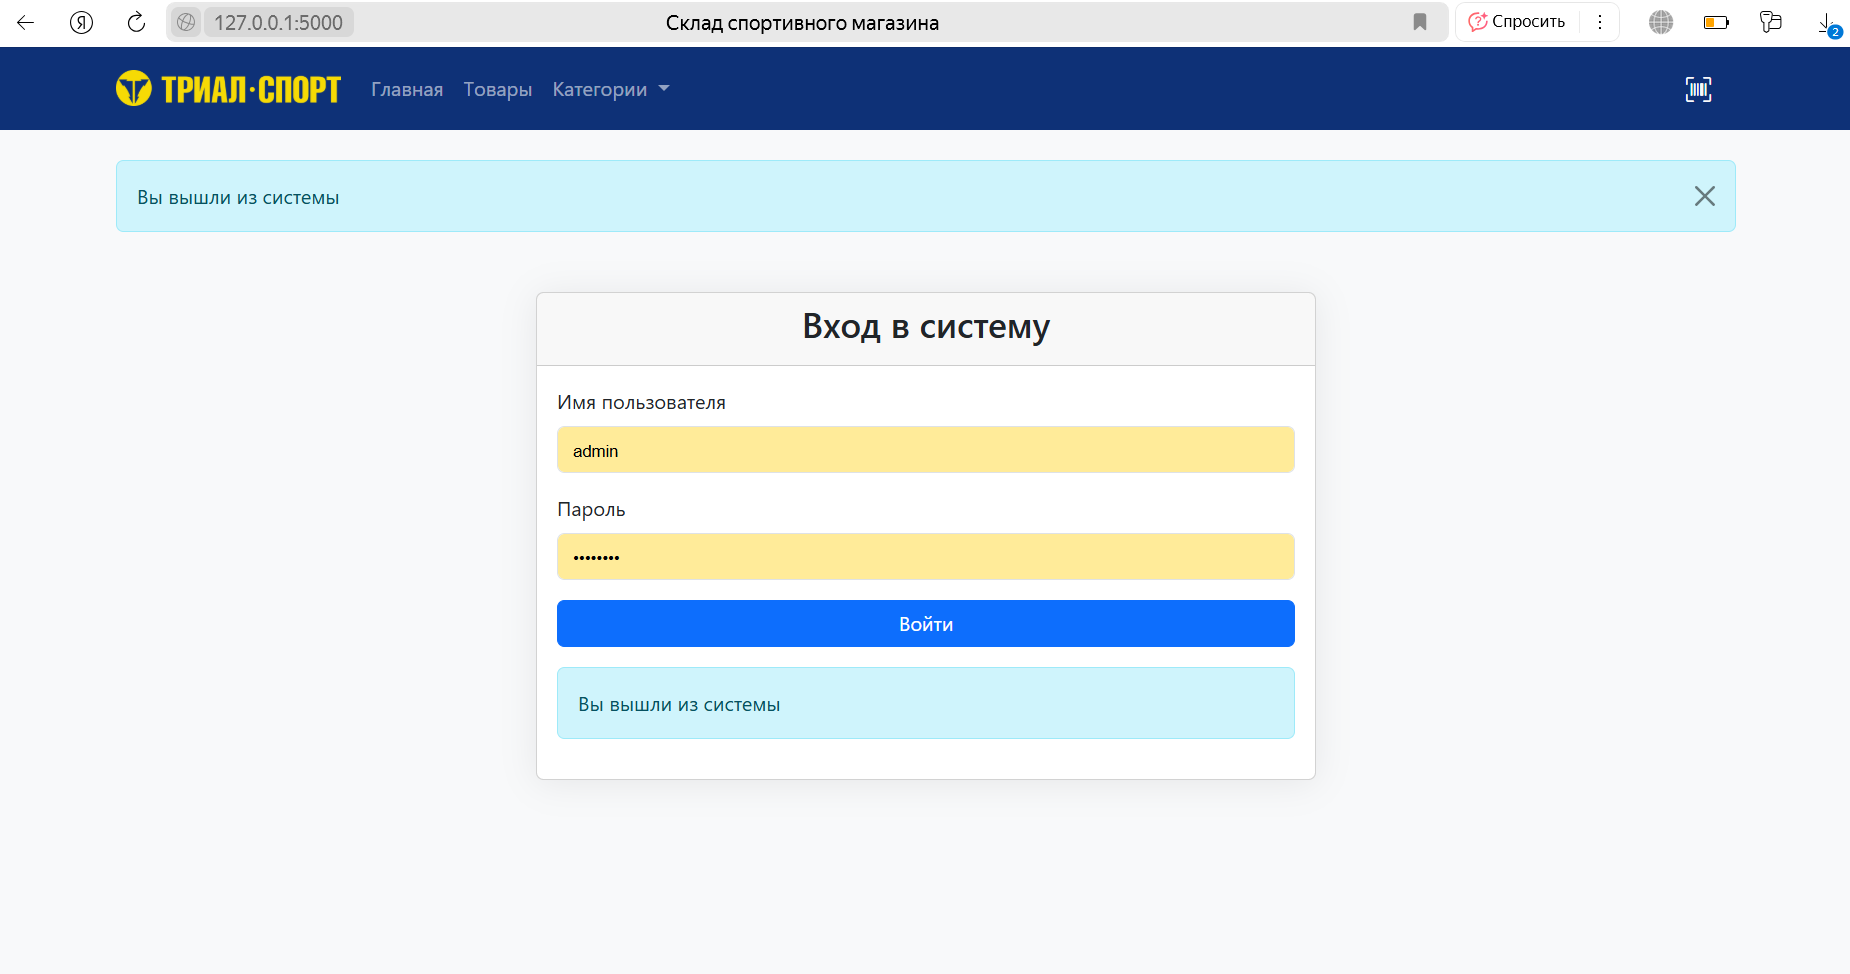 127.0.0.1:5000
Склад спортивного магазина
Спросить
2
ТРИАЛ·СПОРТ
Главная
Товары
Категории
Вы вышли из системы
Вход в систему
Имя пользователя
admin
Пароль
••••••••
Войти
Вы вышли из системы